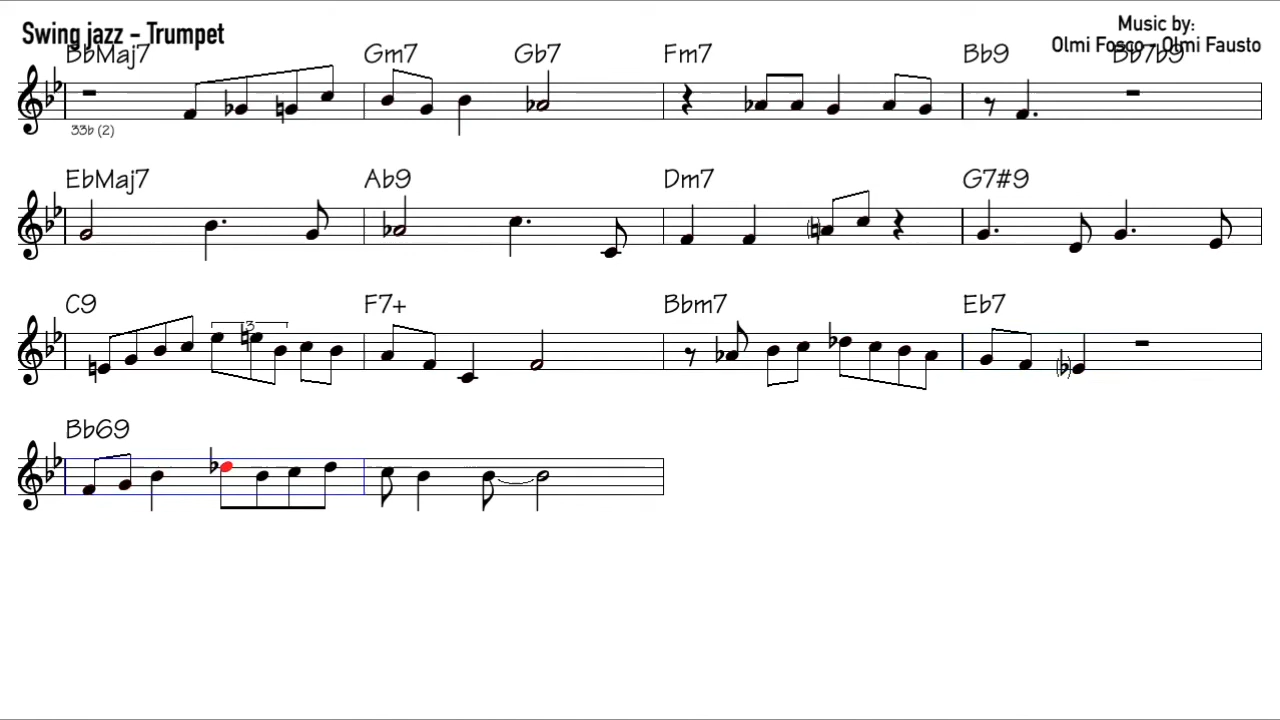 Swing jazz - Trumpet
Music by:
Olmi Fosco - Olmi Fausto
BbMaj7 Gm7 Gb7 Fm7 Bb9 Bb7b9
33b (2)
EbMaj7 Ab9 Dm7 G7#9
C9 F7+ Bbm7 Eb7
3
Bb69